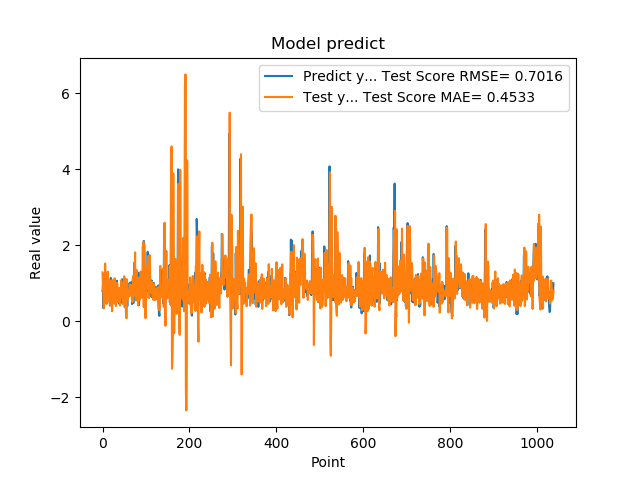 Model predict
Predict y... Test Score RMSE= 0.7016
Test y... Test Score MAE= 0.4533
6
4
2
0
−2
Real value
0 200 400 600 800 1000
Point